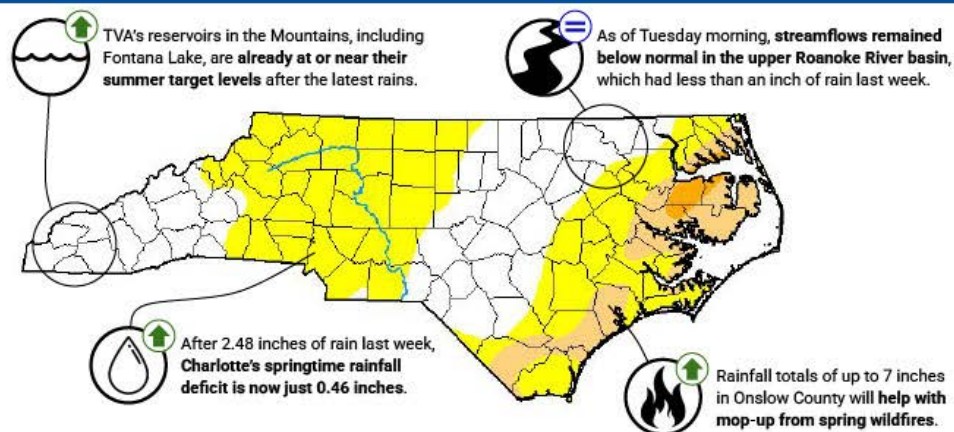 TVA's reservoirs in the Mountains, including
Fontana Lake, are already at or near their
summer target levels after the latest rains.
As of Tuesday morning, streamflows remained
below normal in the upper Roanoke River basin,
which had less than an inch of rain last week.
After 2.48 inches of rain last week,
Charlotte's springtime rainfall
deficit is now just 0.46 inches.
Rainfall totals of up to 7 inches
in Onslow County will help with
mop-up from spring wildfires.